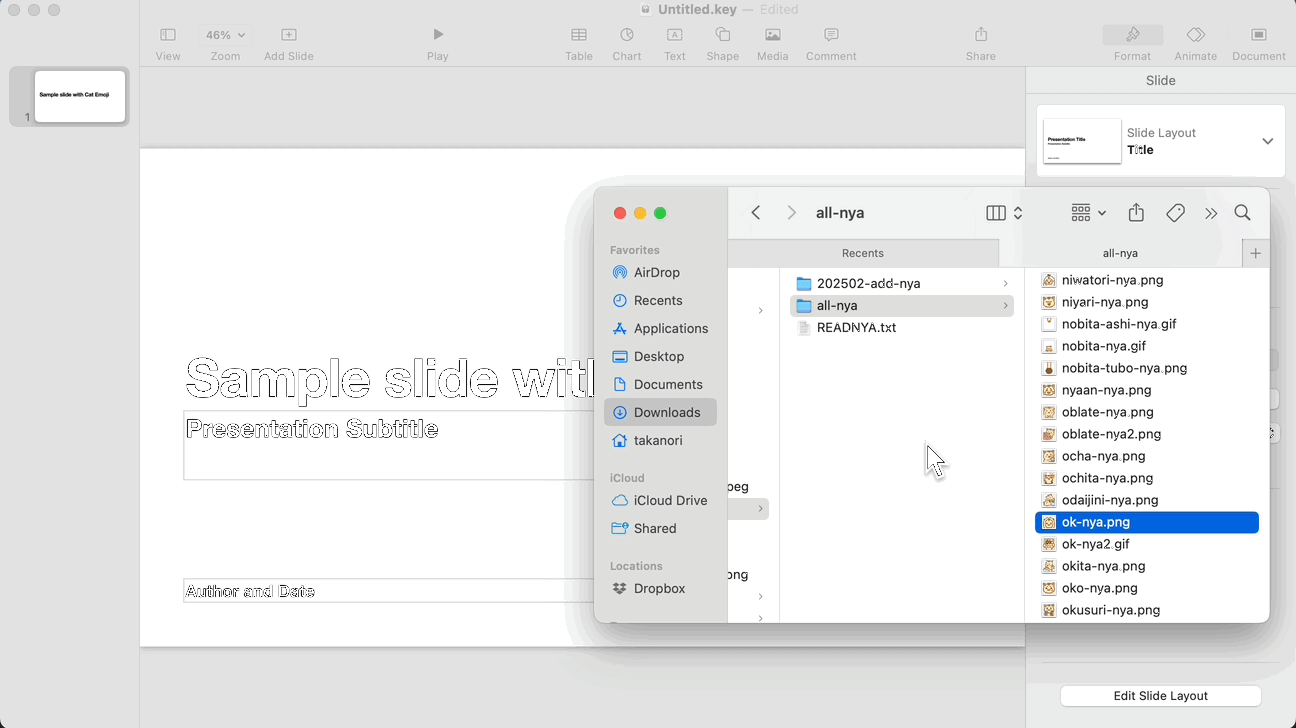 Untitled.key — Edited
46%
View
Zoom
Add Slide
Play
Table
Chart
Text
Shape
Media
Comment
Share
Format
Animate
Document
Sample slide with Cat Emoji
1
Slide
Presentation Title
Slide Layout
Title
Sample slide with
Presentation Subtitle
Author and Date
all-nya
Recents
all-nya
Favorites
AirDrop
Recents
Applications
Desktop
Documents
Downloads
takanori
iCloud
iCloud Drive
Shared
Locations
Dropbox
peg
png
202502-add-nya
all-nya
READNYA.txt
niwatori-nya.png
niyari-nya.png
nobita-ashi-nya.gif
nobita-nya.gif
nobita-tubo-nya.png
nyaan-nya.png
oblate-nya.png
oblate-nya2.png
ocha-nya.png
ochita-nya.png
odaijini-nya.png
ok-nya.png
ok-nya2.gif
okita-nya.png
oko-nya.png
okusuri-nya.png
Edit Slide Layout